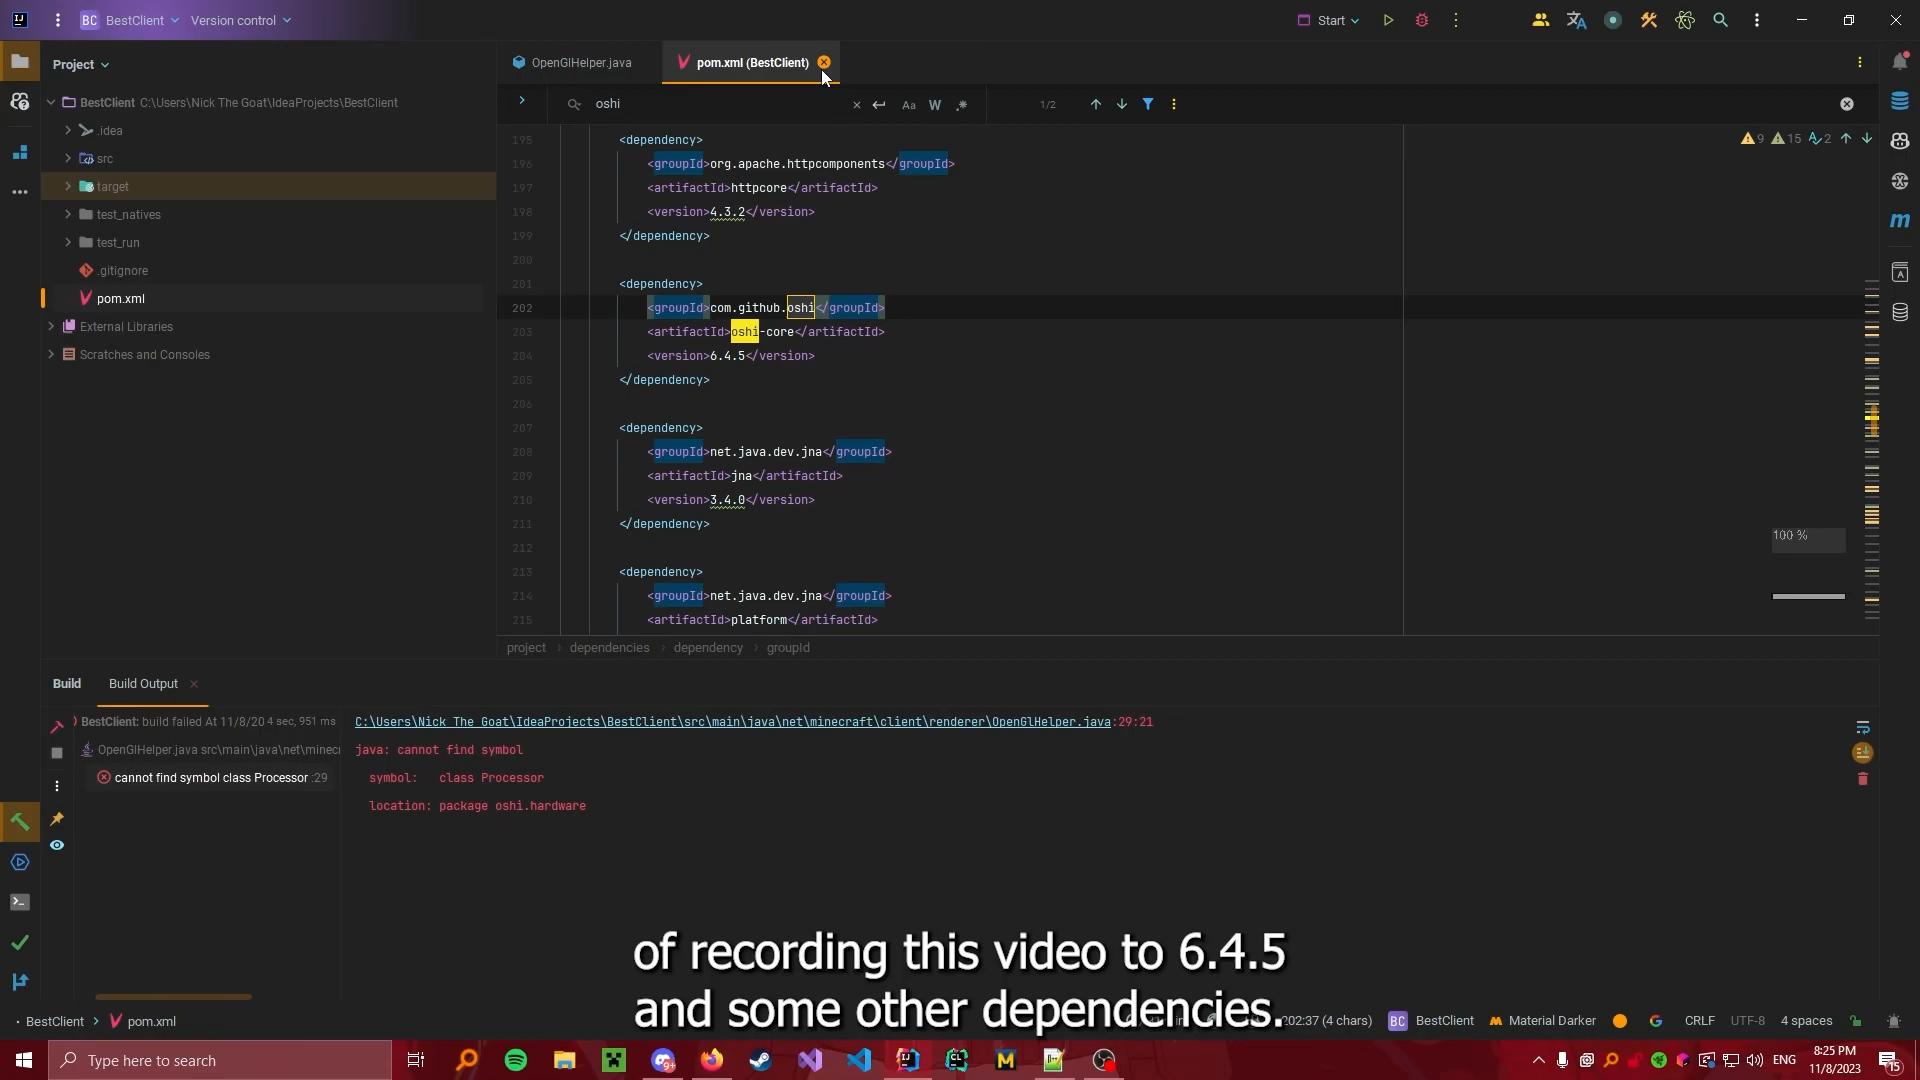 BC BestClient Version control
Start
Project
OpenGlHelper.java
pom.xml (BestClient)
oshi
Aa W .*
1/2
BestClient C:\Users\Nick The Goat\IdeaProjects\BestClient
.idea
src
target
test_natives
test_run
.gitignore
pom.xml
External Libraries
Scratches and Consoles
9 15 2
195 <dependency>
196 <groupId>org.apache.httpcomponents</groupId>
197 <artifactId>httpcore</artifactId>
198 <version>4.3.2</version>
199 </dependency>
200
201 <dependency>
202 <groupId>com.github.oshi</groupId>
203 <artifactId>oshi-core</artifactId>
204 <version>6.4.5</version>
205 </dependency>
206
207 <dependency>
208 <groupId>net.java.dev.jna</groupId>
209 <artifactId>jna</artifactId>
210 <version>3.4.0</version>
211 </dependency>
212
213 <dependency>
214 <groupId>net.java.dev.jna</groupId>
215 <artifactId>platform</artifactId>
100 %
project > dependencies > dependency > groupId
Build Build Output
BestClient: build failed At 11/8/20 4 sec, 951 ms
OpenGlHelper.java src\main\java\net\minecr
cannot find symbol class Processor :29
C:\Users\Nick The Goat\IdeaProjects\BestClient\src\main\java\net\minecraft\client\renderer\OpenGlHelper.java:29:21
java: cannot find symbol
symbol: class Processor
location: package oshi.hardware
of recording this video to 6.4.5
and some other dependencies.
BestClient > pom.xml
202:37 (4 chars) BC BestClient Material Darker CRLF UTF-8 4 spaces
Type here to search
ENG
8:25 PM
11/8/2023
15